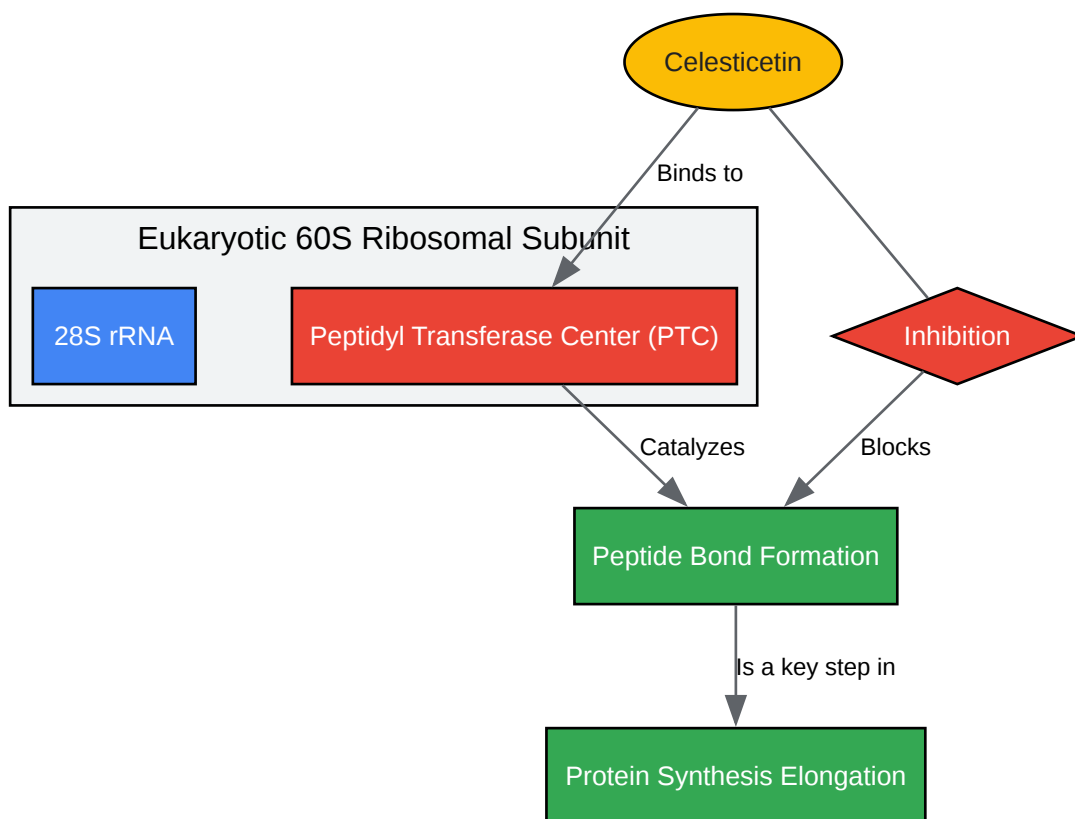 Celesticetin
Binds to
Eukaryotic 60S Ribosomal Subunit
28S rRNA
Peptidyl Transferase Center (PTC)
Inhibition
Catalyzes
Blocks
Peptide Bond Formation
Is a key step in
Protein Synthesis Elongation